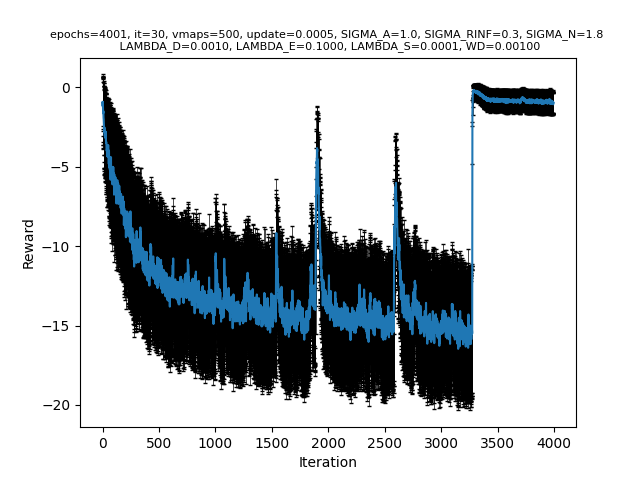 epochs=4001, it=30, vmaps=500, update=0.0005, SIGMA_A=1.0, SIGMA_RINF=0.3, SIGMA_N=1.8
LAMBDA_D=0.0010, LAMBDA_E=0.1000, LAMBDA_S=0.0001, WD=0.00100
Reward
0
−5
−10
−15
−20
0 500 1000 1500 2000 2500 3000 3500 4000
Iteration